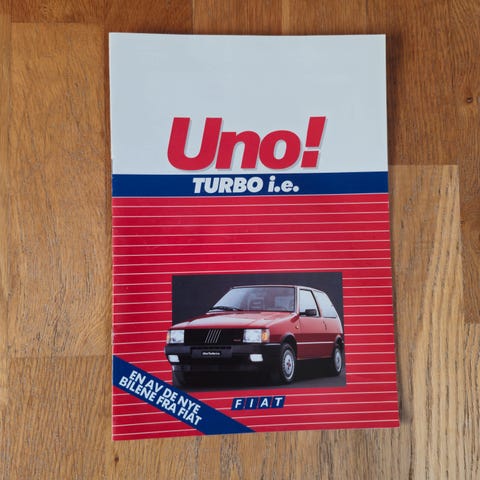 Uno!
TURBO i.e.
EN AV DE NYE
BILENE FRA FIAT
FIAT